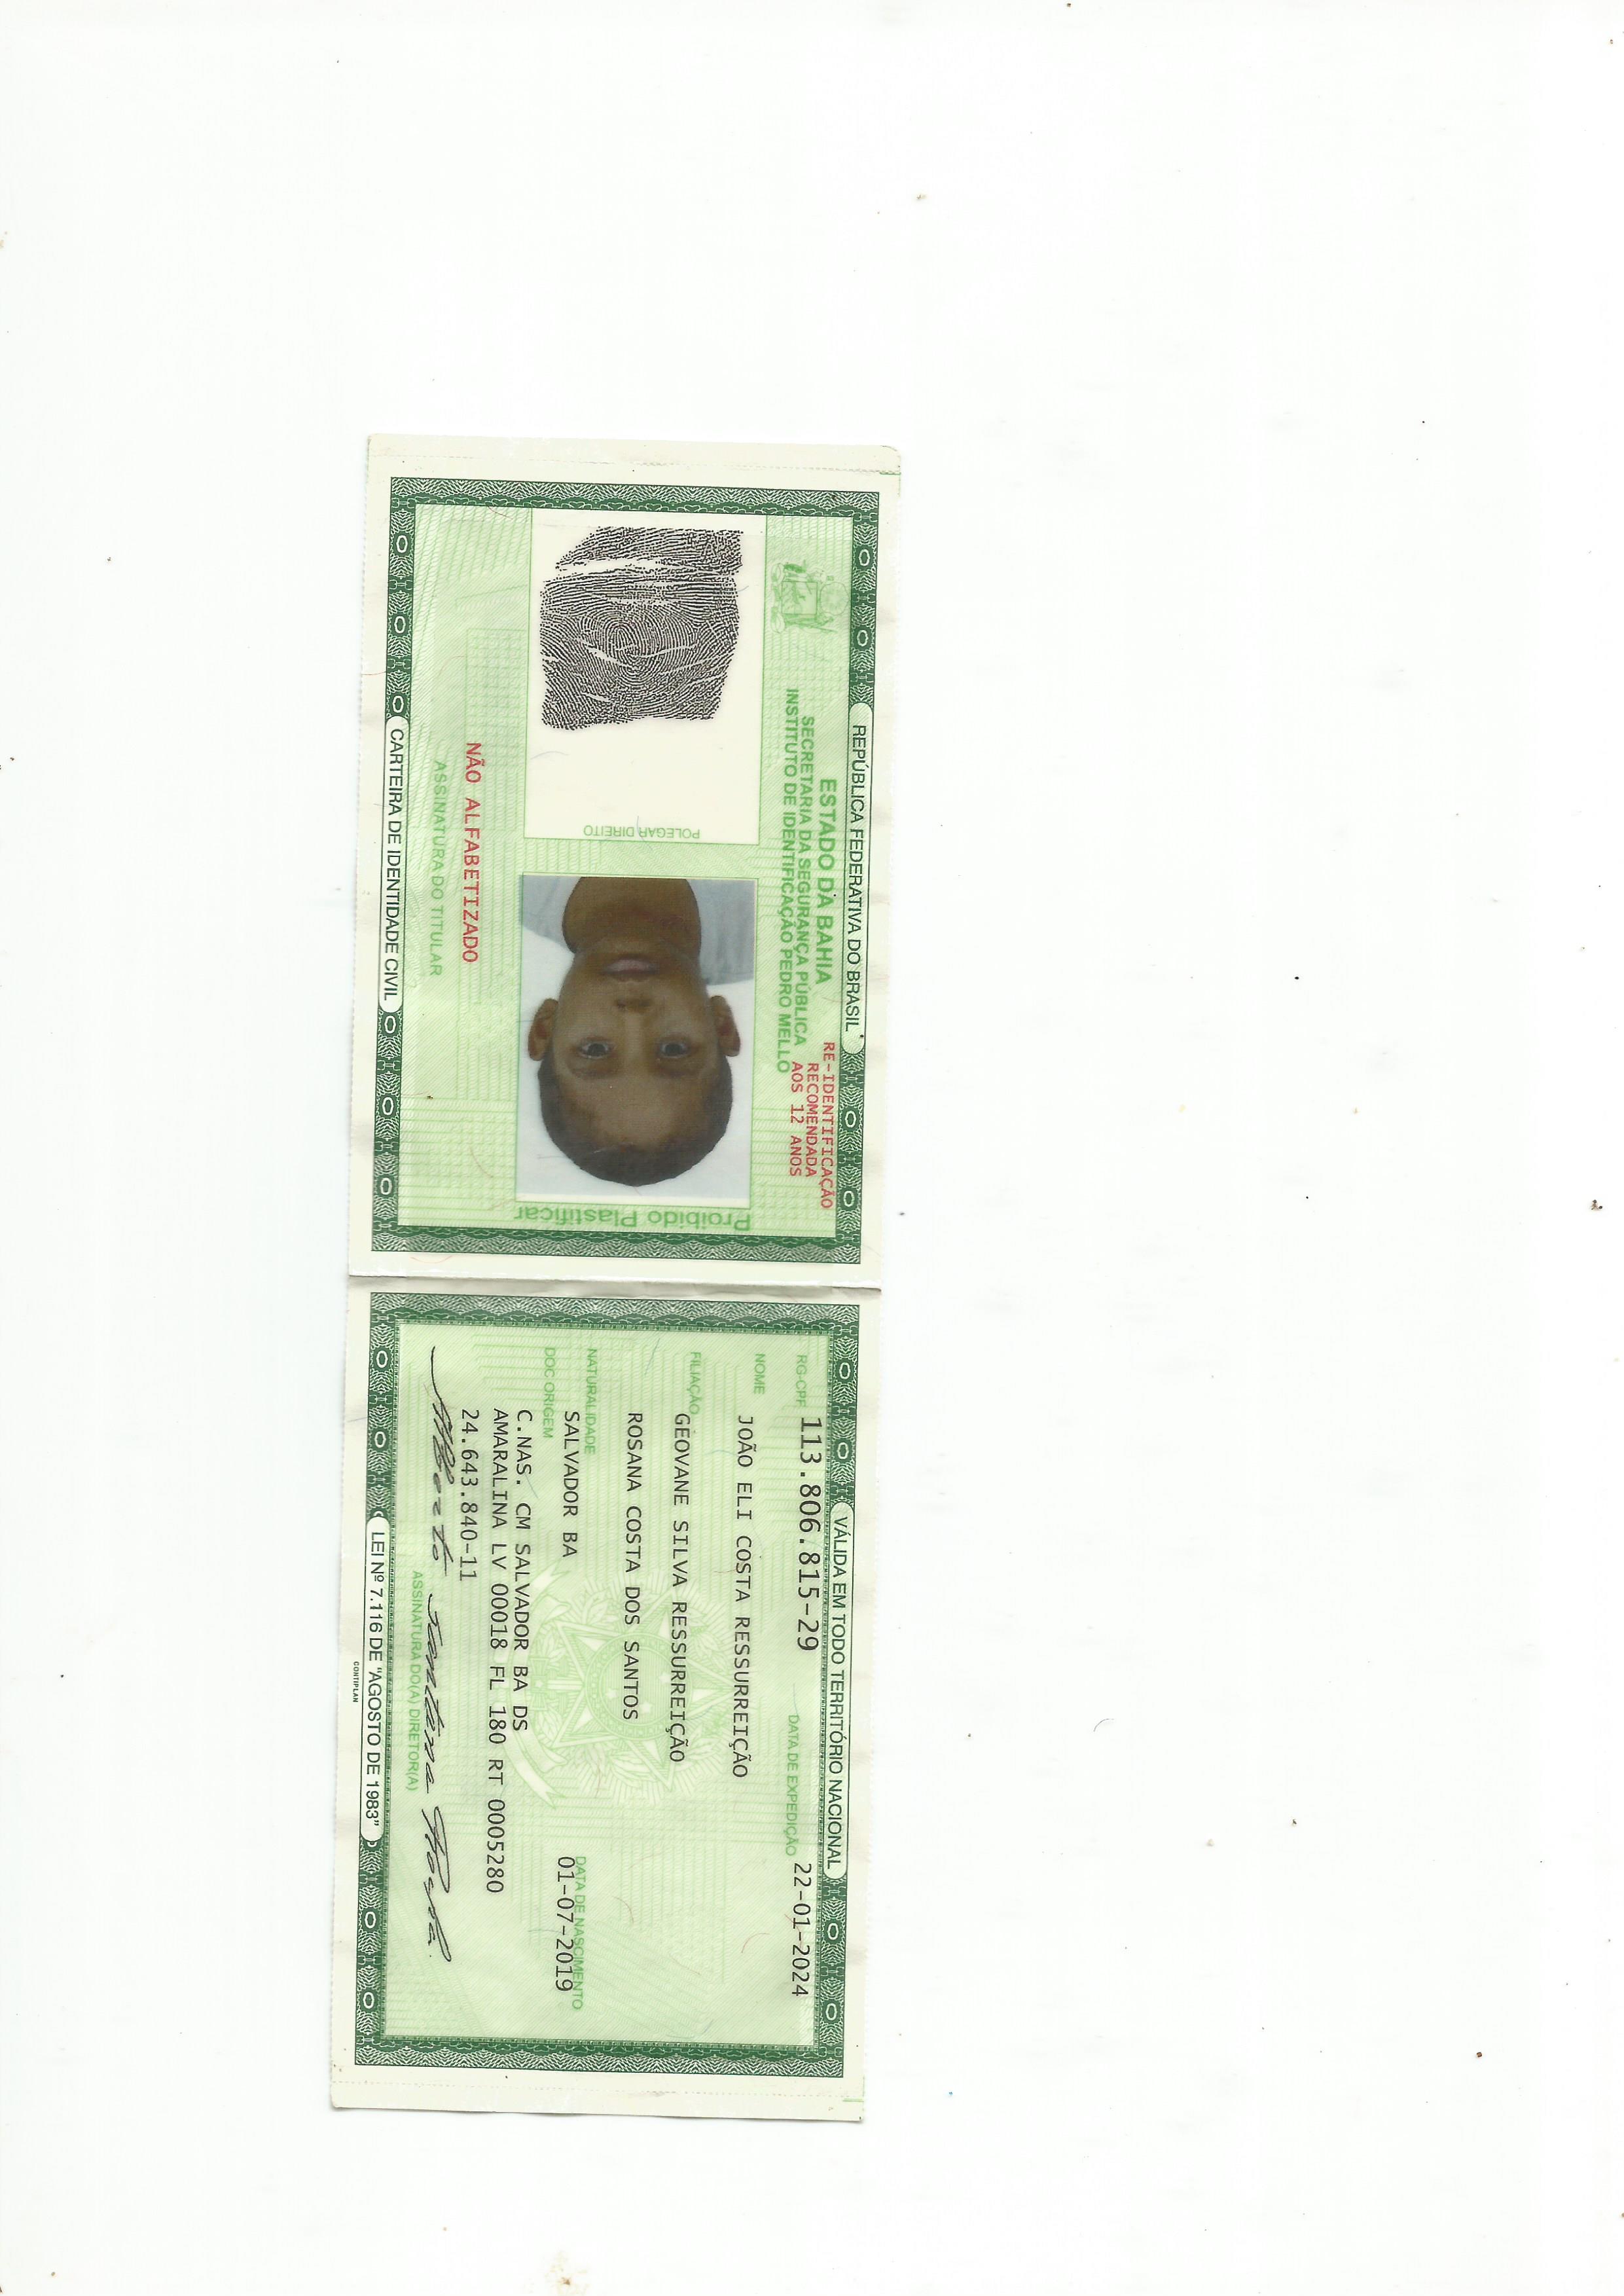 REPÚBLICA FEDERATIVA DO BRASIL
ESTADO DA BAHIA
SECRETARIA DA SEGURANÇA PÚBLICA
INSTITUTO DE IDENTIFICAÇÃO PEDRO MELLO
RE-IDENTIFICAÇÃO
RECOMENDADA
AOS 12 ANOS
POLEGAR DIREITO
Proibido Plastificar
NÃO ALFABETIZADO
ASSINATURA DO TITULAR
CARTEIRA DE IDENTIDADE CIVIL
VÁLIDA EM TODO TERRITÓRIO NACIONAL
RG-CPF 113.806.815-29 DATA DE EXPEDIÇÃO 22-01-2024
NOME JOÃO ELI COSTA RESSURREIÇÃO
FILIAÇÃO GEOVANE SILVA RESSURREIÇÃO
ROSANA COSTA DOS SANTOS
NATURALIDADE DATA DE NASCIMENTO
SALVADOR BA 01-07-2019
DOC ORIGEM C.NAS. CM SALVADOR BA DS
AMARALINA LV 00018 FL 180 RT 0005280
24.643.840-11
ASSINATURA DO(A) DIRETOR(A)
LEI Nº 7.116 DE "AGOSTO DE 1983"
CONTIPLAN